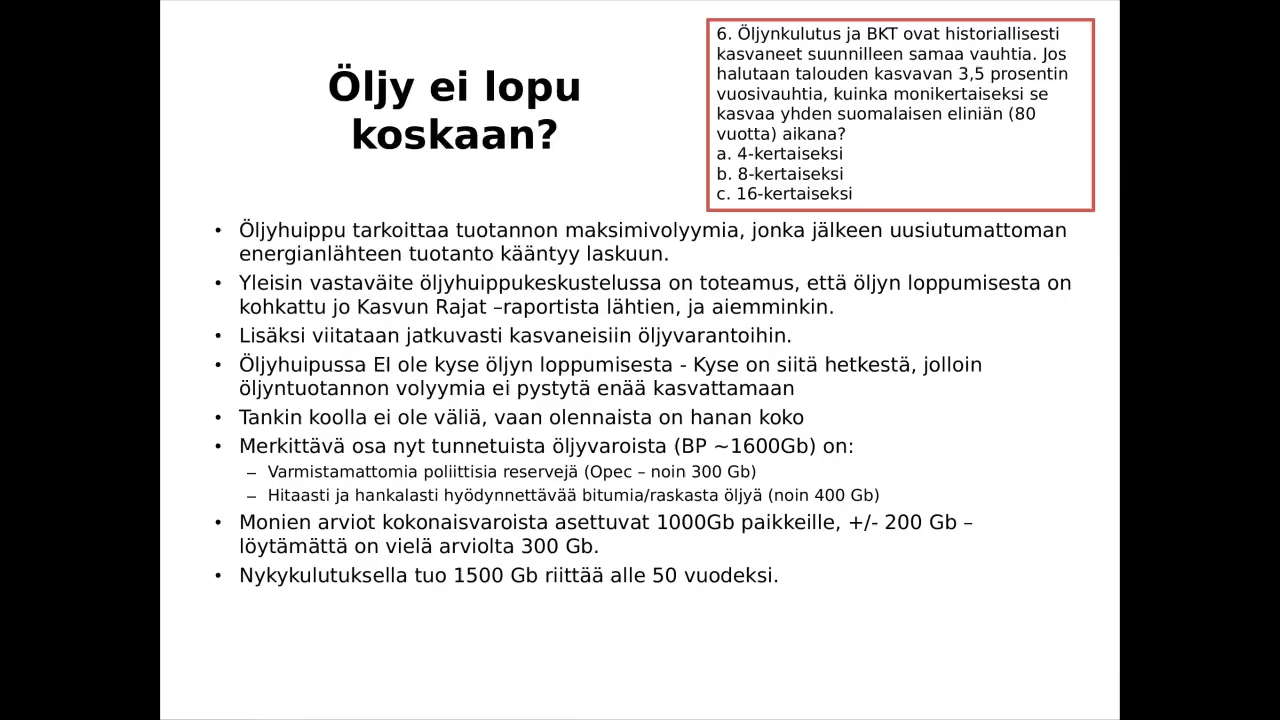 Öljy ei lopu
koskaan?
6. Öljynkulutus ja BKT ovat historiallisesti
kasvaneet suunnilleen samaa vauhtia. Jos
halutaan talouden kasvavan 3,5 prosentin
vuosivauhtia, kuinka monikertaiseksi se
kasvaa yhden suomalaisen eliniän (80
vuotta) aikana?
a. 4-kertaiseksi
b. 8-kertaiseksi
c. 16-kertaiseksi
• Öljyhuippu tarkoittaa tuotannon maksimivolyymia, jonka jälkeen uusiutumattoman
energianlähteen tuotanto kääntyy laskuun.
• Yleisin vastaväite öljyhuippukeskustelussa on toteamus, että öljyn loppumisesta on
kohkattu jo Kasvun Rajat –raportista lähtien, ja aiemminkin.
• Lisäksi viitataan jatkuvasti kasvaneisiin öljyvarantoihin.
• Öljyhuipussa EI ole kyse öljyn loppumisesta - Kyse on siitä hetkestä, jolloin
öljyntuotannon volyymia ei pystytä enää kasvattamaan
• Tankin koolla ei ole väliä, vaan olennaista on hanan koko
• Merkittävä osa nyt tunnetuista öljyvaroista (BP ~1600Gb) on:
– Varmistamattomia poliittisia reservejä (Opec – noin 300 Gb)
– Hitaasti ja hankalasti hyödynnettävää bitumia/raskasta öljyä (noin 400 Gb)
• Monien arviot kokonaisvaroista asettuvat 1000Gb paikkeille, +/- 200 Gb –
löytämättä on vielä arviolta 300 Gb.
• Nykykulutuksella tuo 1500 Gb riittää alle 50 vuodeksi.